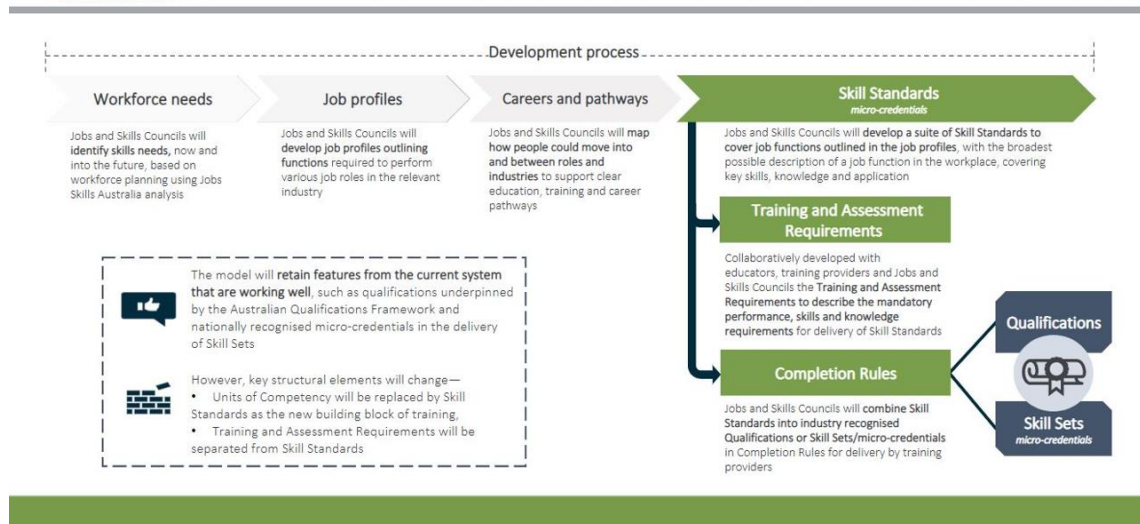 Development process
Workforce needs
Jobs and Skills Councils will
identify skills needs, now and
into the future, based on
workforce planning using Jobs
Skills Australia analysis
Job profiles
Jobs and Skills Councils will
develop job profiles outlining
functions required to perform
various job roles in the relevant
industry
Careers and pathways
Jobs and Skills Councils will map
how people could move into
and between roles and
industries to support clear
education, training and career
pathways
Skill Standards
micro-credentials
Jobs and Skills Councils will develop a suite of Skill Standards to
cover job functions outlined in the job profiles, with the broadest
possible description of a job function in the workplace, covering
key skills, knowledge and application
Training and Assessment
Requirements
Collaboratively developed with
educators, training providers and Jobs and
Skills Councils the Training and Assessment
Requirements to describe the mandatory
performance, skills and knowledge
requirements for delivery of Skill Standards
Completion Rules
Jobs and Skills Councils will combine Skill
Standards into industry recognised
Qualifications or Skill Sets/micro-credentials
in Completion Rules for delivery by training
providers
Qualifications
Skill Sets
micro-credentials
The model will retain features from the current system
that are working well, such as qualifications underpinned
by the Australian Qualifications Framework and
nationally recognised micro-credentials in the delivery
of Skill Sets
However, key structural elements will change—
• Units of Competency will be replaced by Skill
Standards as the new building block of training,
• Training and Assessment Requirements will be
separated from Skill Standards